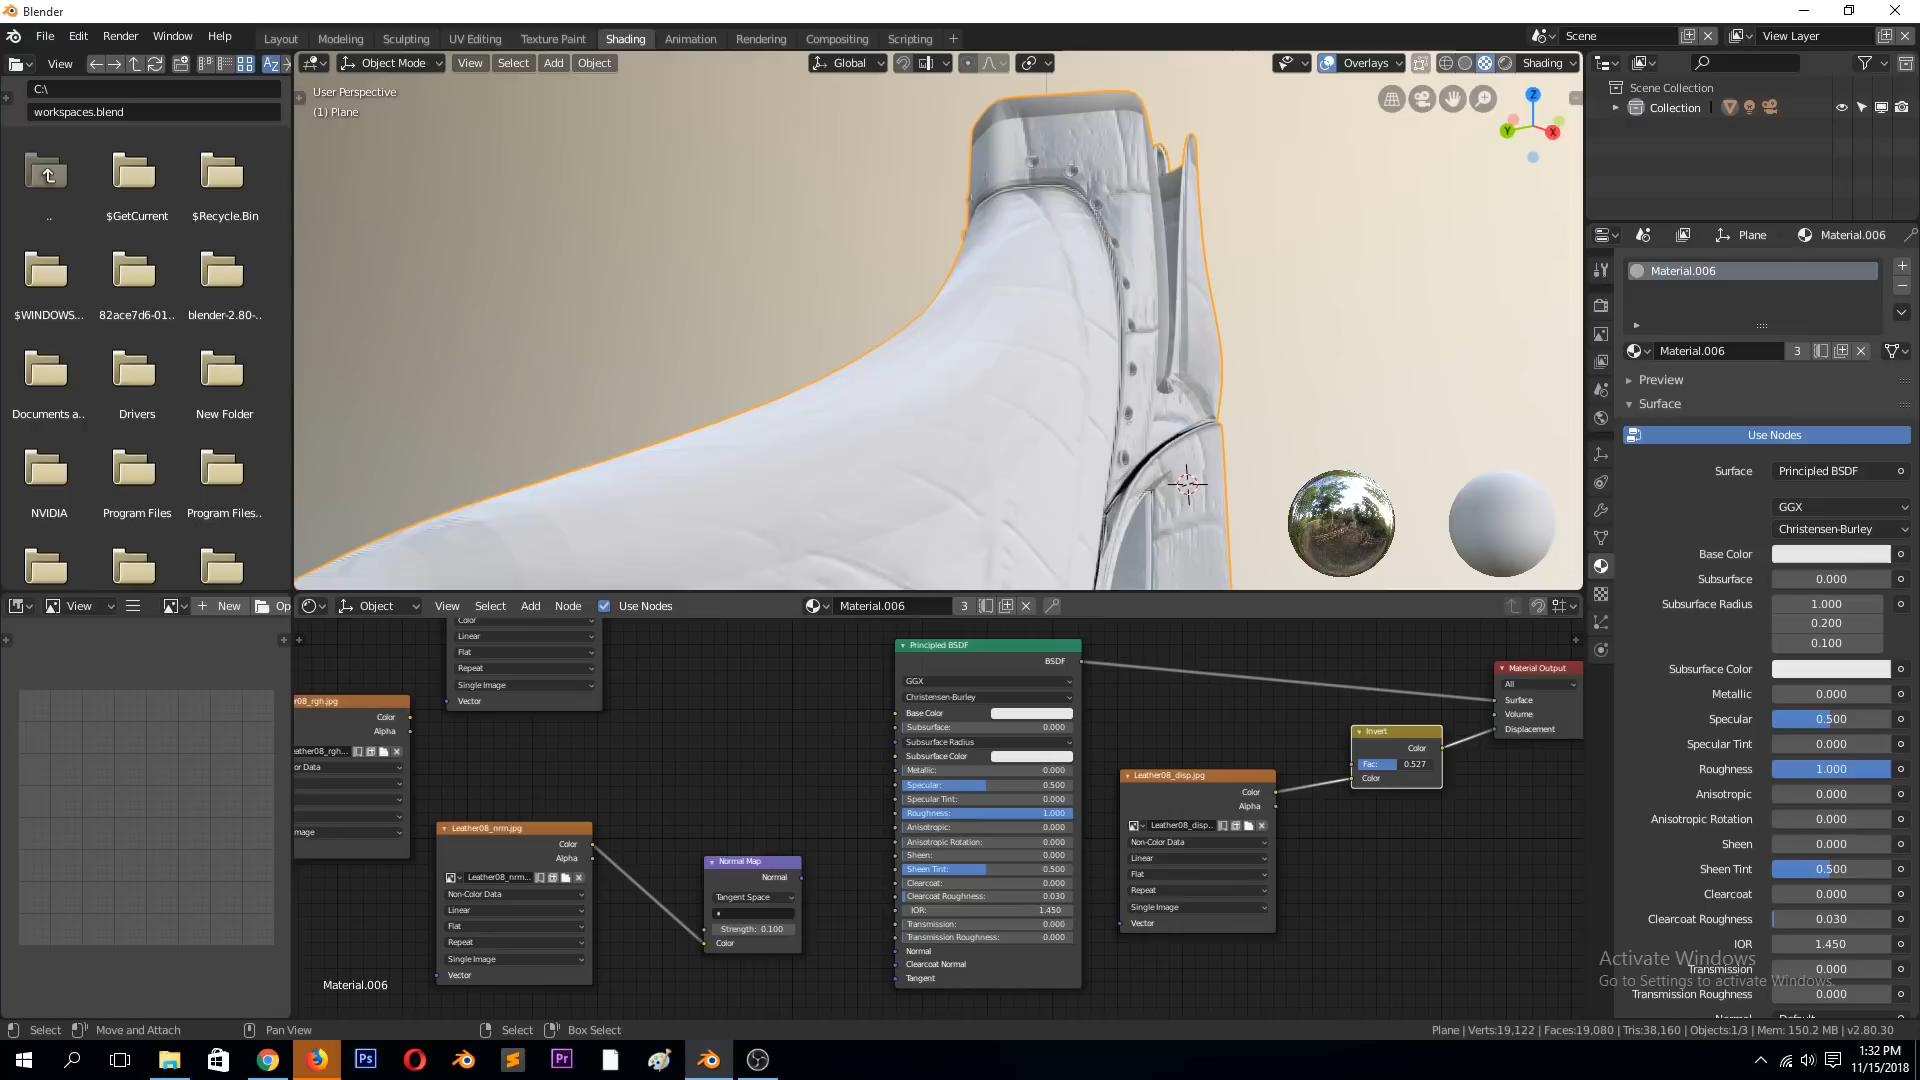 Blender
File Edit Render Window Help
Layout Modeling Sculpting UV Editing Texture Paint Shading Animation Rendering Compositing Scripting
Scene
View Layer
View
Object Mode View Select Add Object
Global
Overlays
Shading
C:\
workspaces.blend
..
$GetCurrent
$Recycle.Bin
$WINDOWS...
82ace7d6-01..
blender-2.80-..
Documents a..
Drivers
New Folder
NVIDIA
Program Files
Program Files..
User Perspective
(1) Plane
Z
Y
X
Scene Collection
Collection
Plane
Material.006
Material.006
Material.006 3
Preview
Surface
Use Nodes
Surface Principled BSDF
GGX
Christensen-Burley
Base Color
Subsurface 0.000
Subsurface Radius 1.000
0.200
0.100
Subsurface Color
Metallic 0.000
Specular 0.500
Specular Tint 0.000
Roughness 1.000
Anisotropic 0.000
Anisotropic Rotation 0.000
Sheen 0.000
Sheen Tint 0.500
Clearcoat 0.000
Clearcoat Roughness 0.030
IOR 1.450
Transmission 0.000
Transmission Roughness 0.000
Activate Windows
Go to Settings to activate Windows.
View
New
Op
Object View Select Add Node Use Nodes
Material.006 3
Color
Linear
Flat
Repeat
Single Image
Vector
r08_rgh.jpg
Color
Alpha
eather08_rgh...
or Data
mage
Leather08_nrm.jpg
Color
Alpha
Leather08_nrm...
Non-Color Data
Linear
Flat
Repeat
Single Image
Vector
Normal Map
Normal
Tangent Space
Strength: 0.100
Color
Principled BSDF
BSDF
GGX
Christensen-Burley
Base Color
Subsurface: 0.000
Subsurface Radius
Subsurface Color
Metallic: 0.000
Specular: 0.500
Specular Tint: 0.000
Roughness: 1.000
Anisotropic: 0.000
Anisotropic Rotation: 0.000
Sheen: 0.000
Sheen Tint: 0.500
Clearcoat: 0.000
Clearcoat Roughness: 0.030
IOR: 1.450
Transmission: 0.000
Transmission Roughness: 0.000
Normal
Clearcoat Normal
Tangent
Leather08_disp.jpg
Color
Alpha
Leather08_disp..
Non-Color Data
Linear
Flat
Repeat
Single Image
Vector
Invert
Color
Fac: 0.527
Color
Material Output
All
Surface
Volume
Displacement
Material.006
Select Move and Attach Pan View Select Box Select
Plane | Verts:19,122 | Faces:19,080 | Tris:38,160 | Objects:1/3 | Mem: 150.2 MB | v2.80.30
Ps
Pr
1:32 PM
11/15/2018